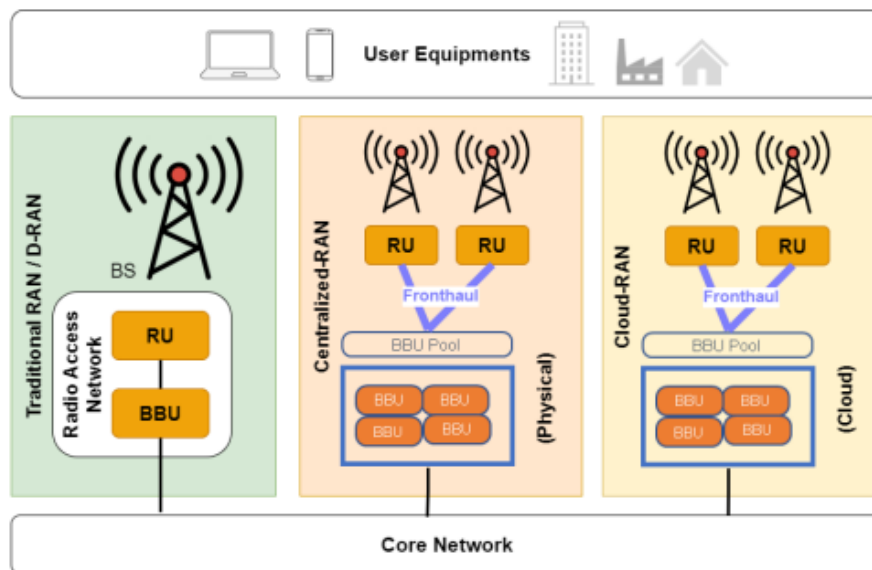 User Equipments
Traditional RAN / D-RAN
BS
Radio Access
Network
RU
BBU
Centralized-RAN
RU
RU
Fronthaul
BBU Pool
BBU
BBU
BBU
BBU
(Physical)
Cloud-RAN
RU
RU
Fronthaul
BBU Pool
BBU
BBU
BBU
BBU
(Cloud)
Core Network